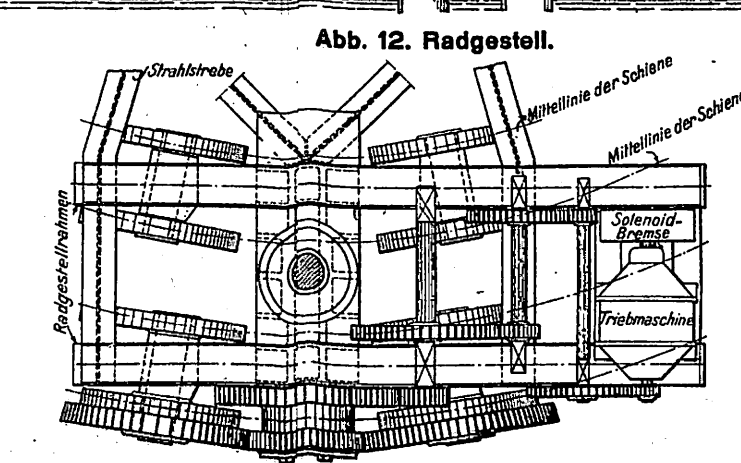 Abb. 12. Radgestell.
Strahlstrebe
Mittellinie der Schiene
Mittellinie der Schiene
Radgestellrahmen
Solenoid-
Bremse
Triebmaschine